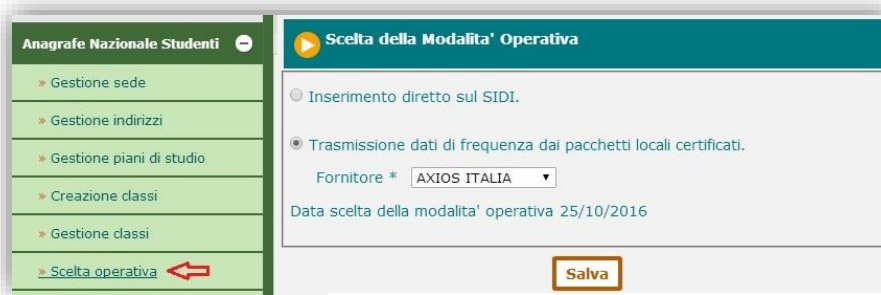 Anagrafe Nazionale Studenti
» Gestione sede
» Gestione indirizzi
» Gestione piani di studio
» Creazione classi
» Gestione classi
» Scelta operativa
Scelta della Modalita' Operativa
Inserimento diretto sul SIDI.
Trasmissione dati di frequenza dai pacchetti locali certificati.
Fornitore * AXIOS ITALIA
Data scelta della modalita' operativa 25/10/2016
Salva